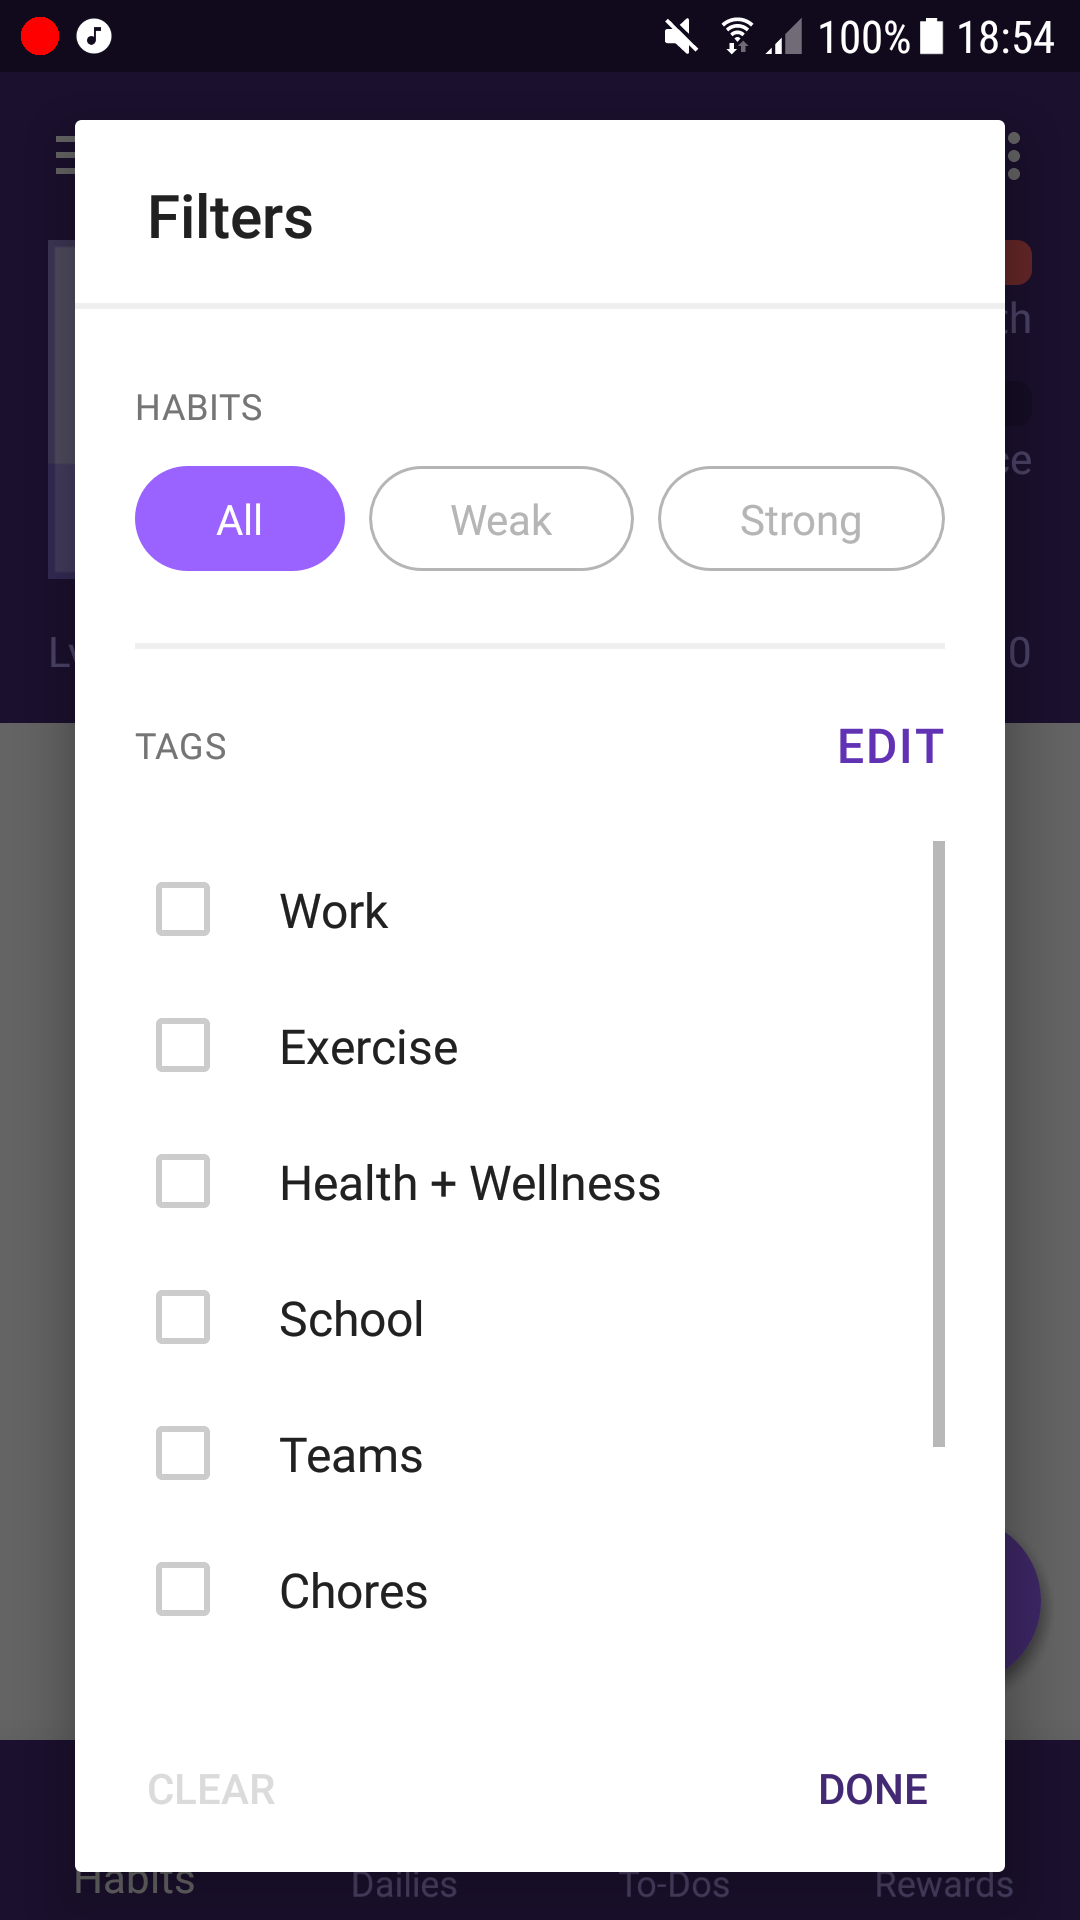 100% 18:54
Filters
HABITS
All Weak Strong
TAGS EDIT
Work
Exercise
Health + Wellness
School
Teams
Chores
CLEAR DONE
Habits Dailies To-Dos Rewards